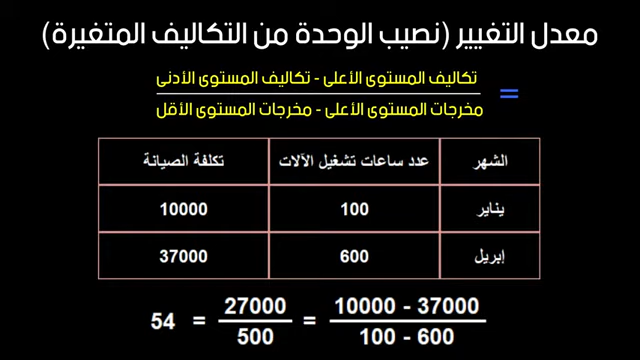 معدل التغيير (نصيب الوحدة من التكاليف المتغيرة)
= تكاليف المستوى الأعلى - تكاليف المستوى الأدنى
مخرجات المستوى الأعلى - مخرجات المستوى الأقل
الشهر عدد ساعات تشغيل الآلات تكلفة الصيانة
يناير 100 10000
إبريل 600 37000
10000 - 37000
100 - 600
=
27000
500
= 54